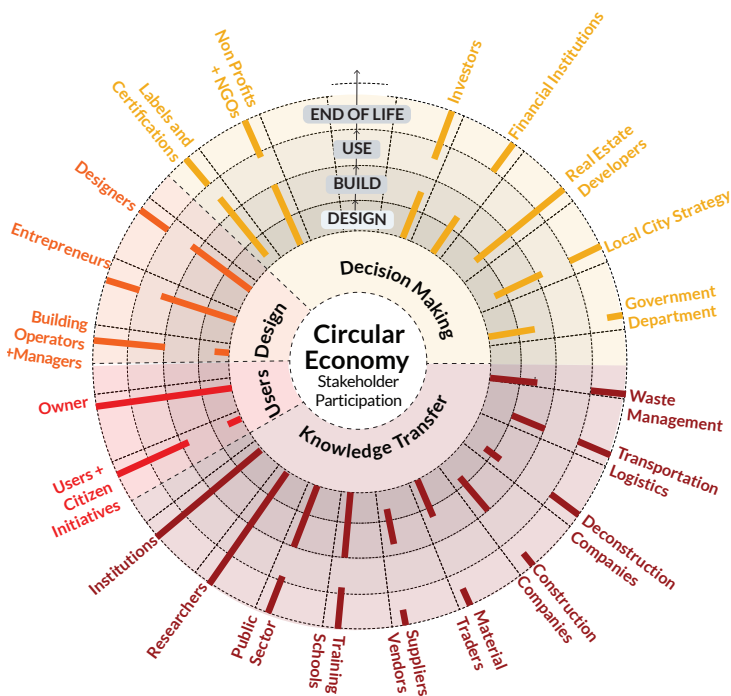 Non Profits
+ NGOs
Investors
Financial Institutions
Labels and
Certifications
Real Estate
Developers
END OF LIFE
USE
BUILD
DESIGN
Designers
Local City Strategy
Entrepreneurs
Decision Making
Government
Department
Building
Operators
+Managers
Design
Circular
Economy
Stakeholder
Participation
Users
Owner
Knowledge Transfer
Waste
Management
Users +
Citizen
Initiatives
Transportation
Logistics
Institutions
Deconstruction
Companies
Researchers
Construction
Companies
Public
Sector
Training
Schools
Suppliers
Vendors
Material
Traders